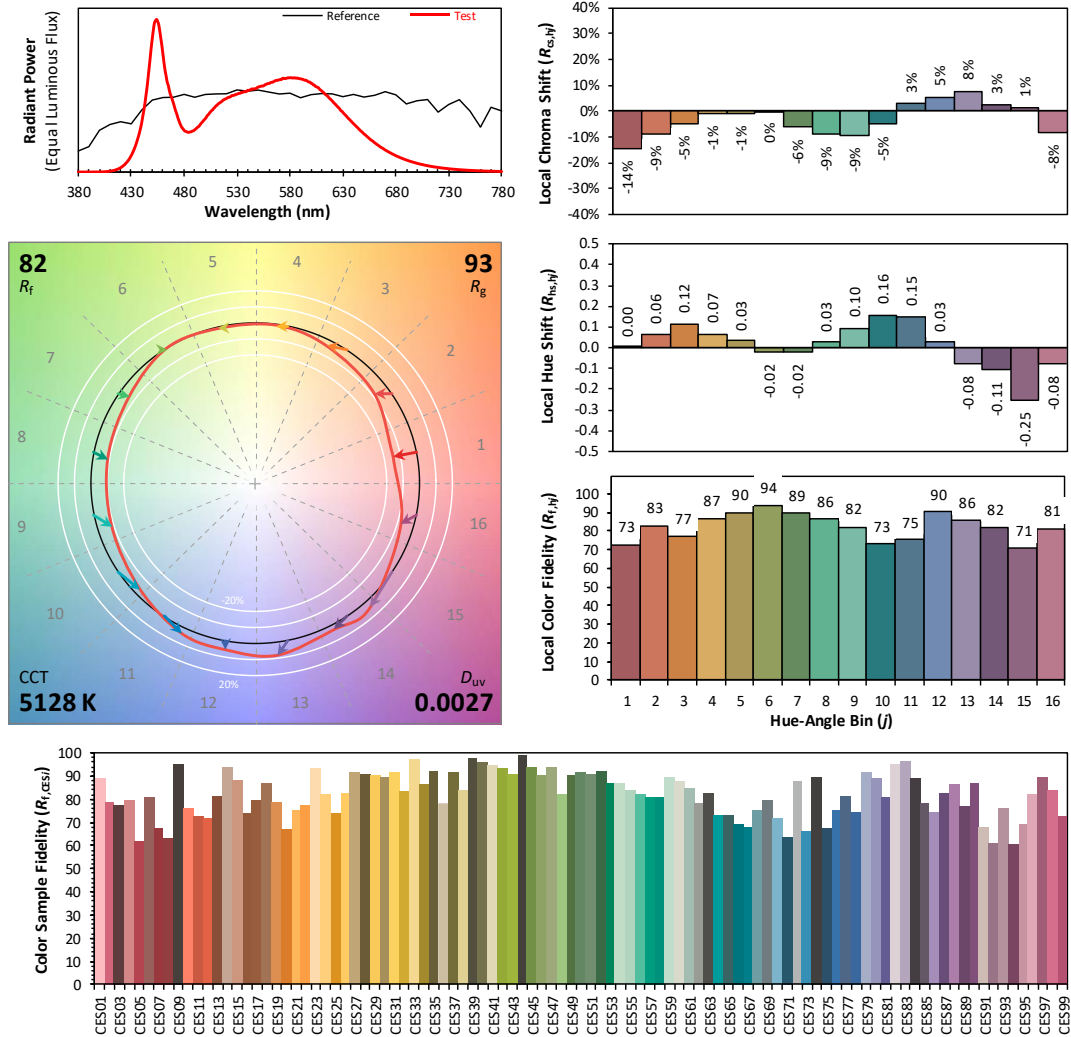 Radiant Power
(Equal Luminous Flux)
Reference
Test
380 430 480 530 580 630 680 730 780
Wavelength (nm)
Local Chroma Shift (Rcs,hj)
40%
30%
20%
10%
0%
-10%
-20%
-30%
-40%
-14% -9% -5% -1% -1% 0% -6% -9% -9% -5% 3% 5% 8% 3% 1% -8%
82
Rf
93
Rg
5 4
6 3
7 2
8 1
9 16
10 15
11 14
12 13
-20%
20%
CCT
5128 K
Duv
0.0027
Local Hue Shift (Rhs,hj)
0.5
0.4
0.3
0.2
0.1
0.0
-0.1
-0.2
-0.3
-0.4
-0.5
0.00 0.06 0.12 0.07 0.03 -0.02 -0.02 0.03 0.10 0.16 0.15 0.03 -0.08 -0.11 -0.25 -0.08
Local Color Fidelity (Rf,hj)
100
90
80
70
60
50
40
30
20
10
0
73 83 77 87 90 94 89 86 82 73 75 90 86 82 71 81
1 2 3 4 5 6 7 8 9 10 11 12 13 14 15 16
Hue-Angle Bin (j)
Color Sample Fidelity (Rf,CESi)
100
90
80
70
60
50
40
30
20
10
0
CES01 CES03 CES05 CES07 CES09 CES11 CES13 CES15 CES17 CES19 CES21 CES23 CES25 CES27 CES29 CES31 CES33 CES35 CES37 CES39 CES41 CES43 CES45 CES47 CES49 CES51 CES53 CES55 CES57 CES59 CES61 CES63 CES65 CES67 CES69 CES71 CES73 CES75 CES77 CES79 CES81 CES83 CES85 CES87 CES89 CES91 CES93 CES95 CES97 CES99